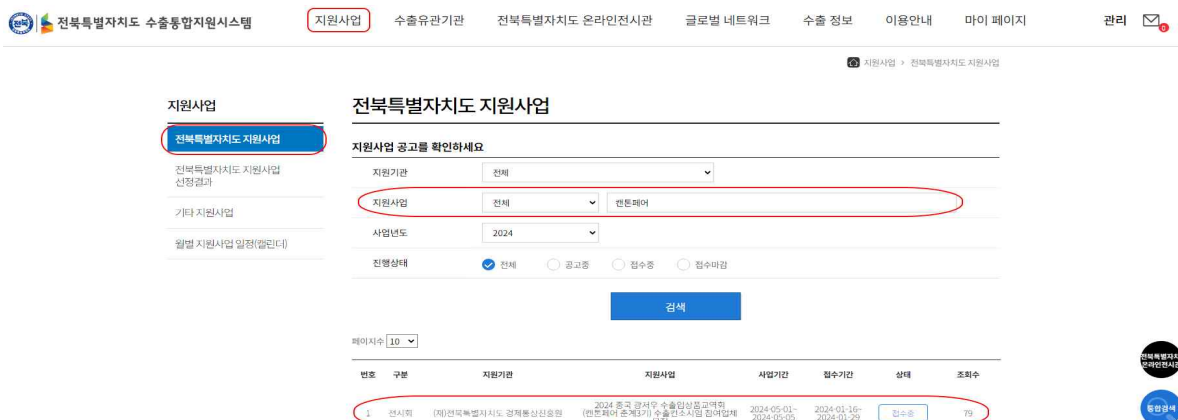 전북 전북특별자치도 수출통합지원시스템
지원사업 수출유관기관 전북특별자치도 온라인전시관 글로벌 네트워크 수출 정보 이용안내 마이 페이지 관리 0
지원사업 > 전북특별자치도 지원사업
지원사업
전북특별자치도 지원사업
전북특별자치도 지원사업
선정결과
기타 지원사업
월별 지원사업 일정(캘린더)
전북특별자치도 지원사업
지원사업 공고를 확인하세요
지원기관 전체
지원사업 전체 캔톤페어
사업년도 2024
진행상태 전체 공고중 접수중 접수마감
검색
페이지수 10
번호 구분 지원기관 지원사업 사업기간 접수기간 상태 조회수
1 전시회 (재)전북특별자치도 경제통상진흥원 2024 중국 광저우 수출입상품교역회
(캔톤페어 춘계3기) 수출컨소시엄 참여업체
2024-05-01~
2024-05-05
2024-01-16~
2024-01-29
접수중 79
전북특별자치
온라인전시관
통합검색